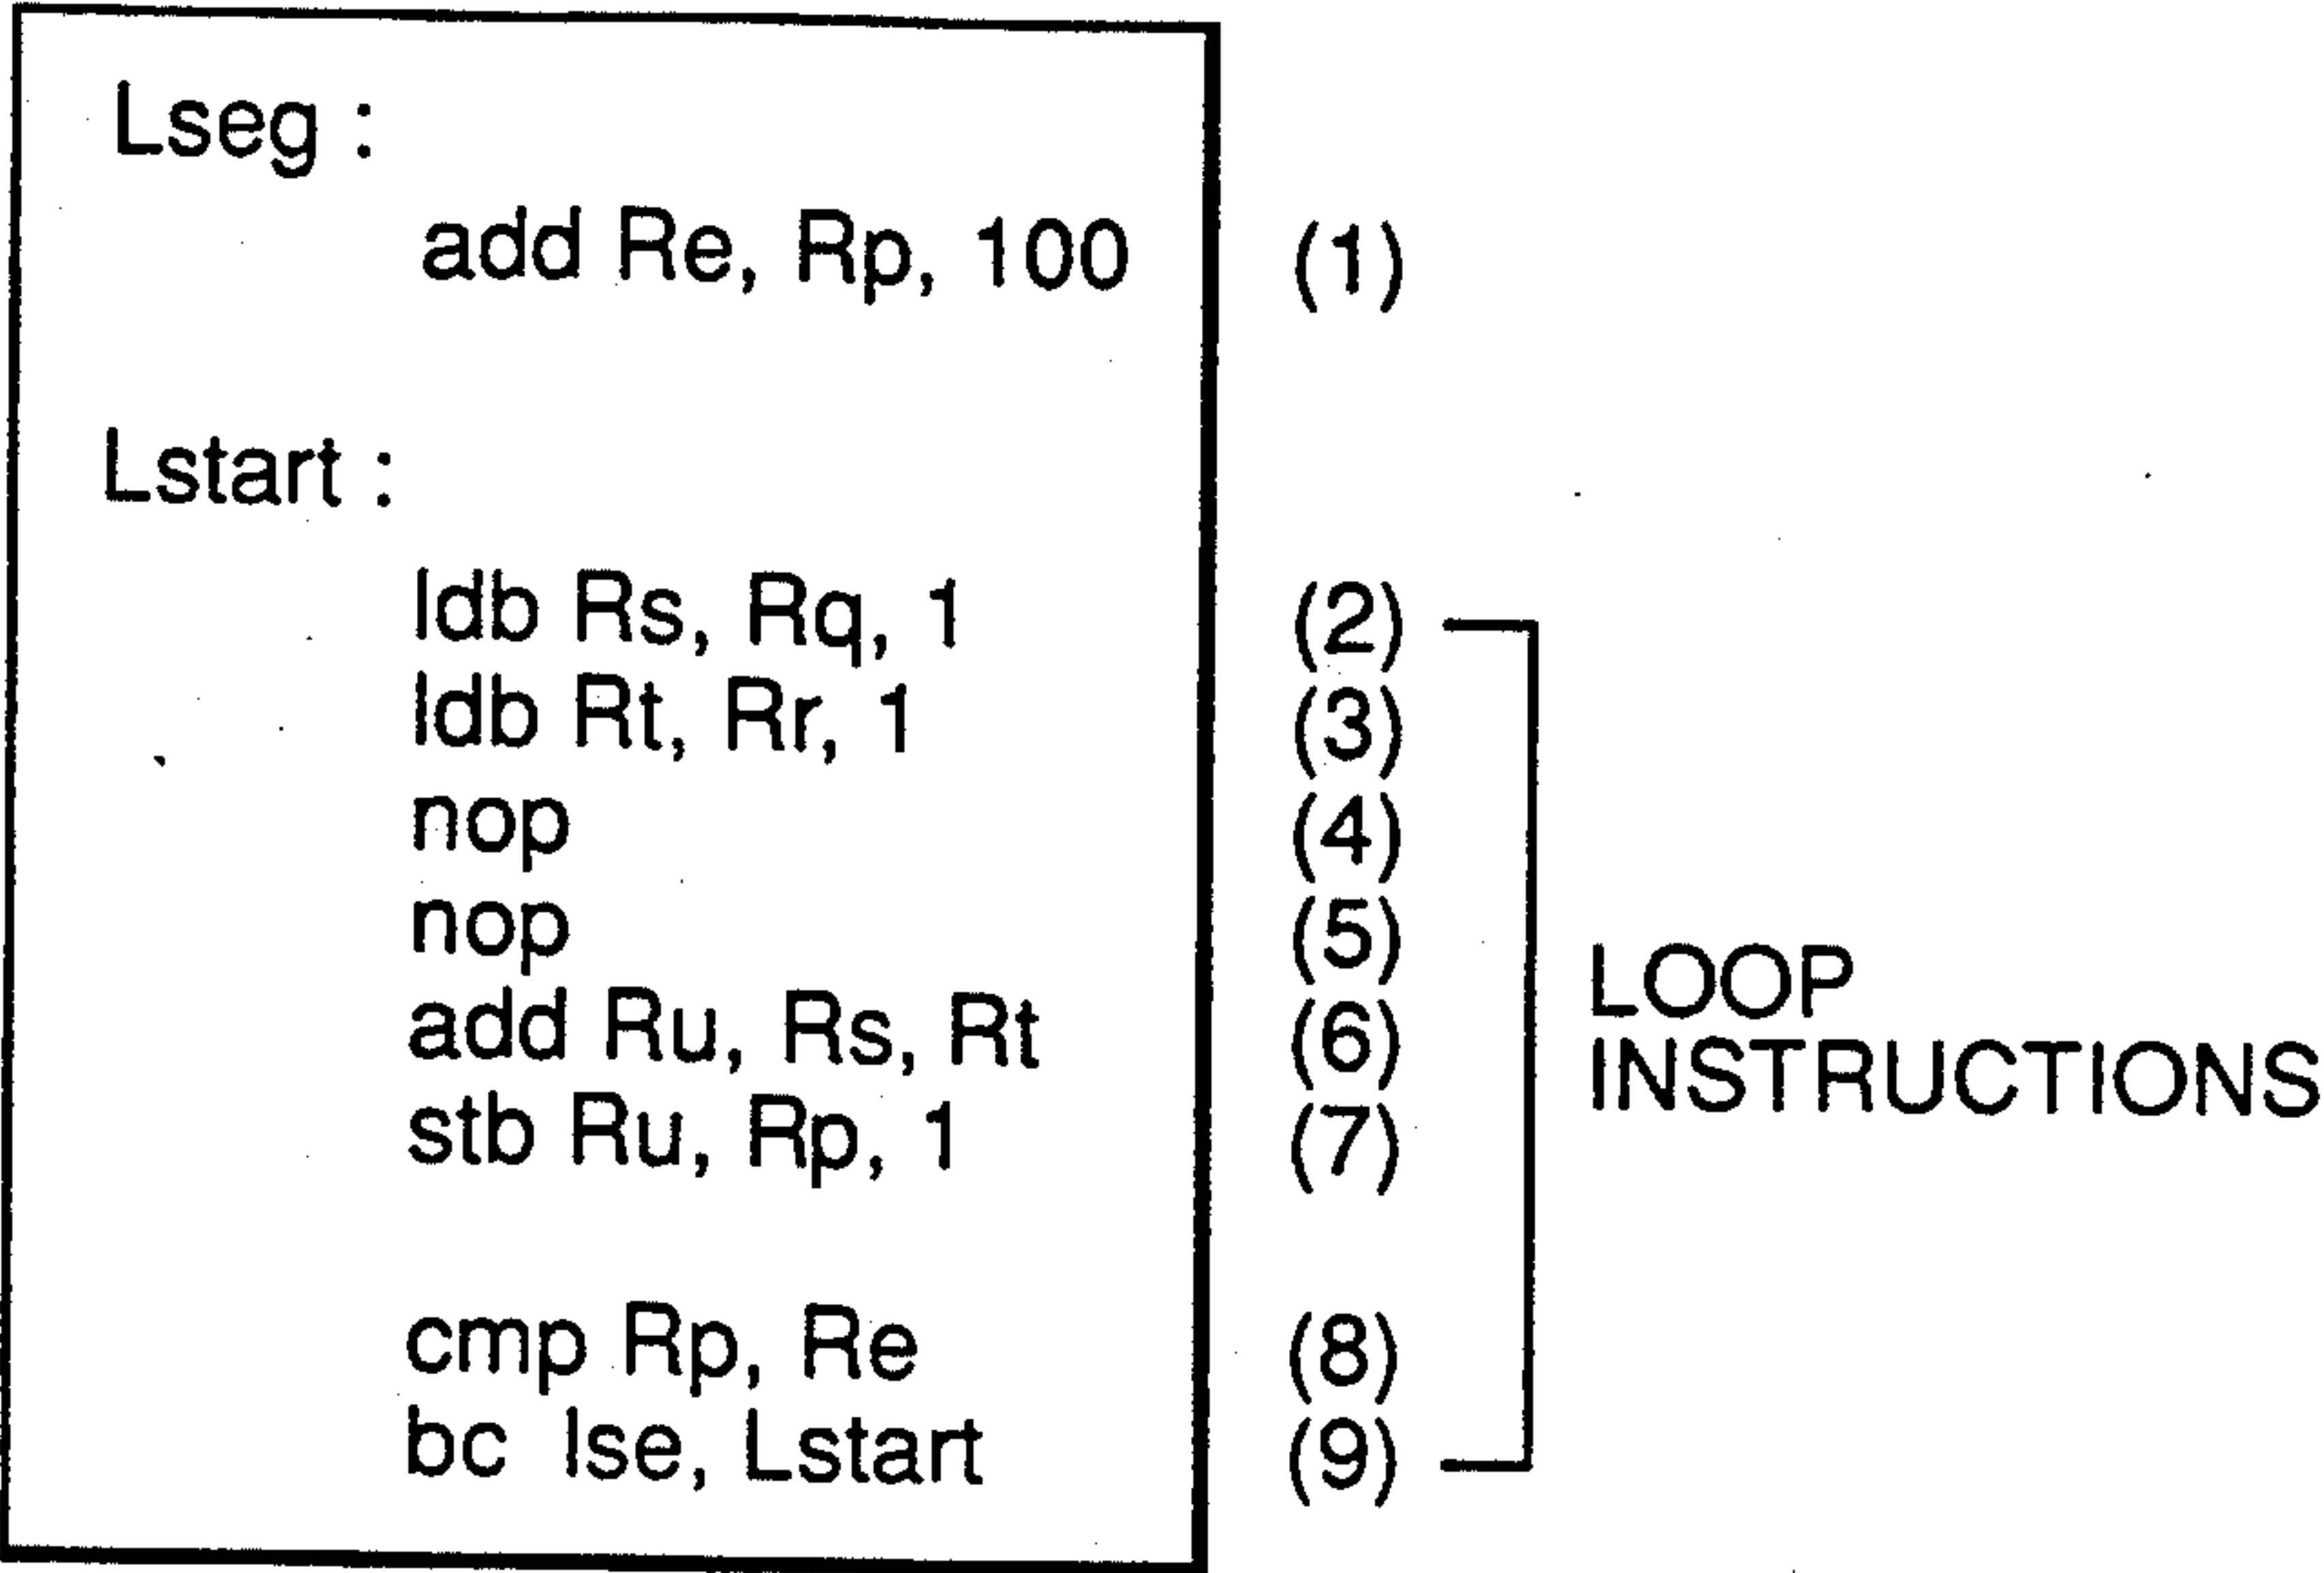 Lseg :
add Re, Rp, 100 (1)
Lstart :
ldb Rs, Rq, 1 (2)
ldb Rt, Rr, 1 (3)
nop (4)
nop (5)
add Ru, Rs, Rt (6)
stb Ru, Rp, 1 (7)
cmp Rp, Re (8)
bc lse, Lstart (9)
LOOP
INSTRUCTIONS